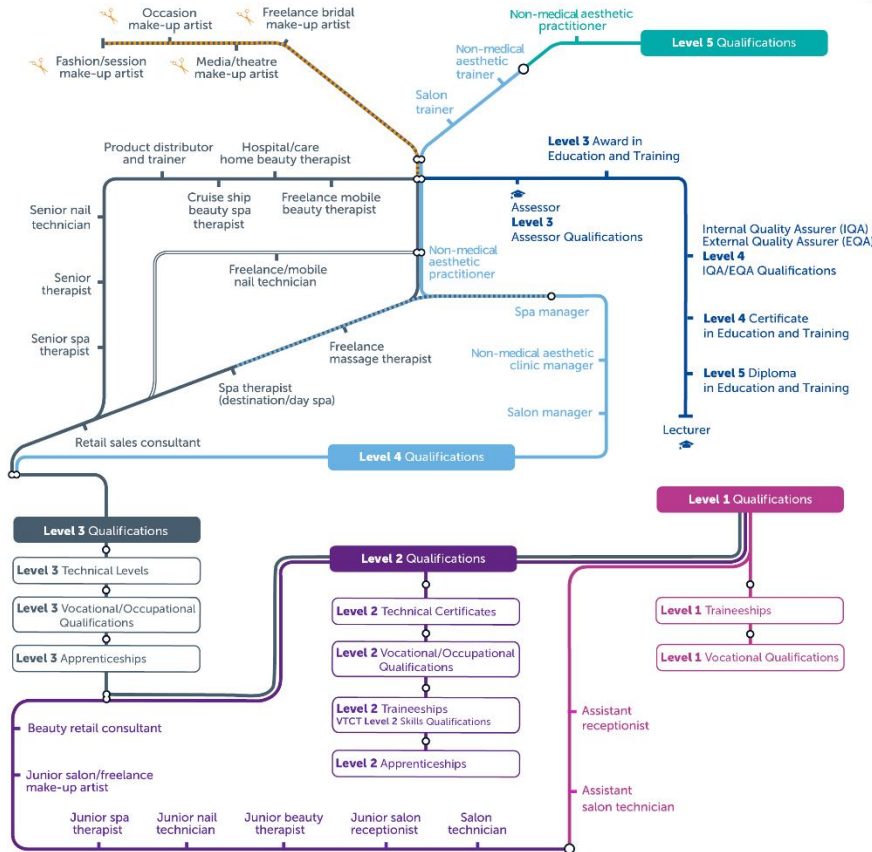 Occasion
make-up artist
Freelance bridal
make-up artist
Fashion/session
make-up artist
Media/theatre
make-up artist
Non-medical aesthetic
practitioner
Level 5 Qualifications
Non-medical
aesthetic
trainer
Salon
trainer
Product distributor
and trainer
Hospital/care
home beauty therapist
Level 3 Award in
Education and Training
Senior nail
technician
Cruise ship
beauty spa
therapist
Freelance mobile
beauty therapist
Assessor
Level 3
Assessor Qualifications
Internal Quality Assurer (IQA)
External Quality Assurer (EQA)
Level 4
IQA/EQA Qualifications
Senior
therapist
Freelance/mobile
nail technician
Non-medical
aesthetic
practitioner
Spa manager
Level 4 Certificate
in Education and Training
Senior spa
therapist
Freelance
massage therapist
Non-medical aesthetic
clinic manager
Spa therapist
(destination/day spa)
Level 5 Diploma
in Education and Training
Salon manager
Retail sales consultant
Lecturer
Level 4 Qualifications
Level 3 Qualifications
Level 3 Technical Levels
Level 3 Vocational/Occupational
Qualifications
Level 3 Apprenticeships
Level 2 Qualifications
Level 2 Technical Certificates
Level 2 Vocational/Occupational
Qualifications
Level 2 Traineeships
VTCT Level 2 Skills Qualifications
Level 2 Apprenticeships
Level 1 Qualifications
Level 1 Traineeships
Level 1 Vocational Qualifications
Beauty retail consultant
Junior salon/freelance
make-up artist
Assistant
receptionist
Assistant
salon technician
Junior spa
therapist
Junior nail
technician
Junior beauty
therapist
Junior salon
receptionist
Salon
technician